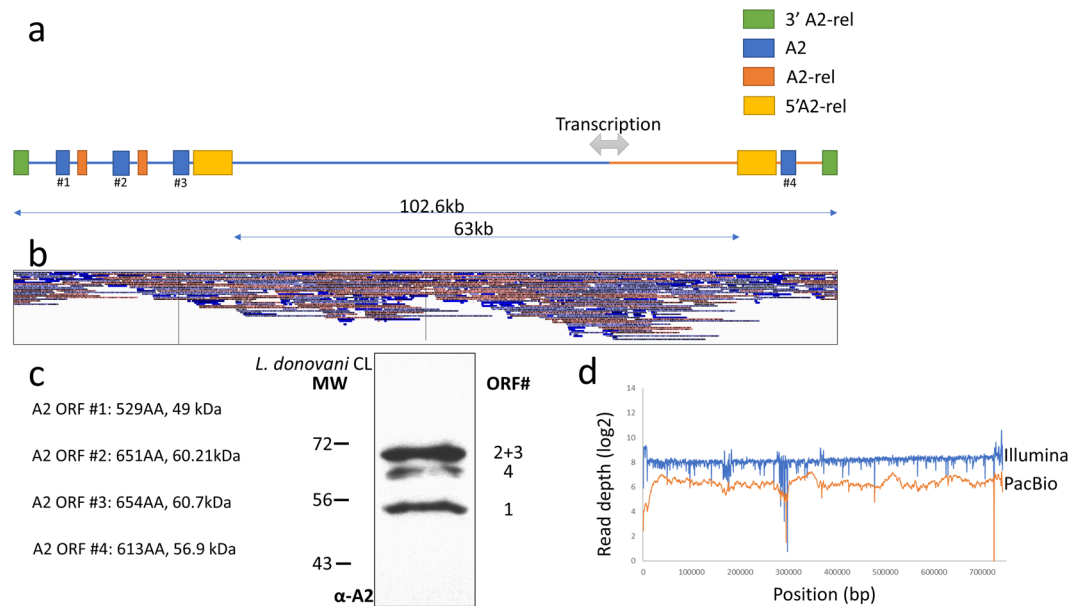 a
3' A2-rel
A2
A2-rel
5'A2-rel
Transcription
#1
#2
#3
#4
102.6kb
63kb
b
c
L. donovani CL
MW
ORF#
A2 ORF #1: 529AA, 49 kDa
A2 ORF #2: 651AA, 60.21kDa
A2 ORF #3: 654AA, 60.7kDa
A2 ORF #4: 613AA, 56.9 kDa
72
56
43
2+3
4
1
α-A2
d
Read depth (log2)
14
12
10
8
6
4
2
0
Illumina
PacBio
0
100000
200000
300000
400000
500000
600000
700000
Position (bp)